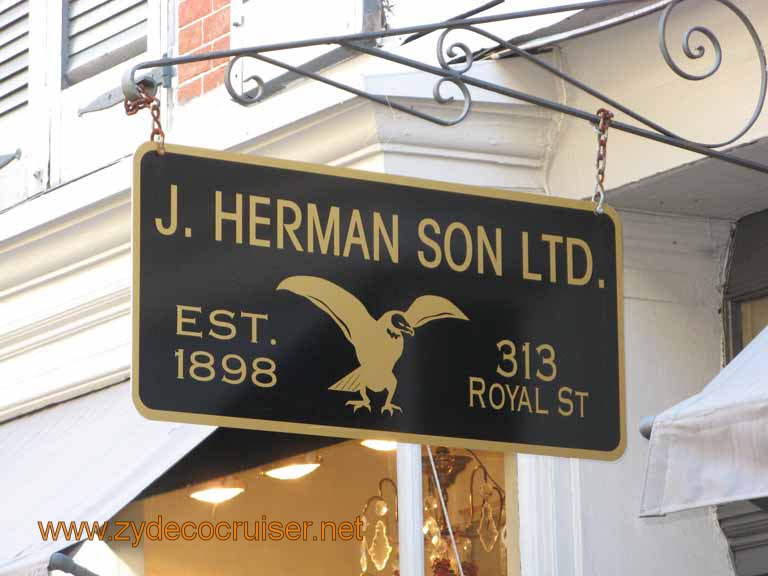 J. HERMAN SON LTD.
EST.
1898
313
ROYAL ST
www.zydecocruiser.net